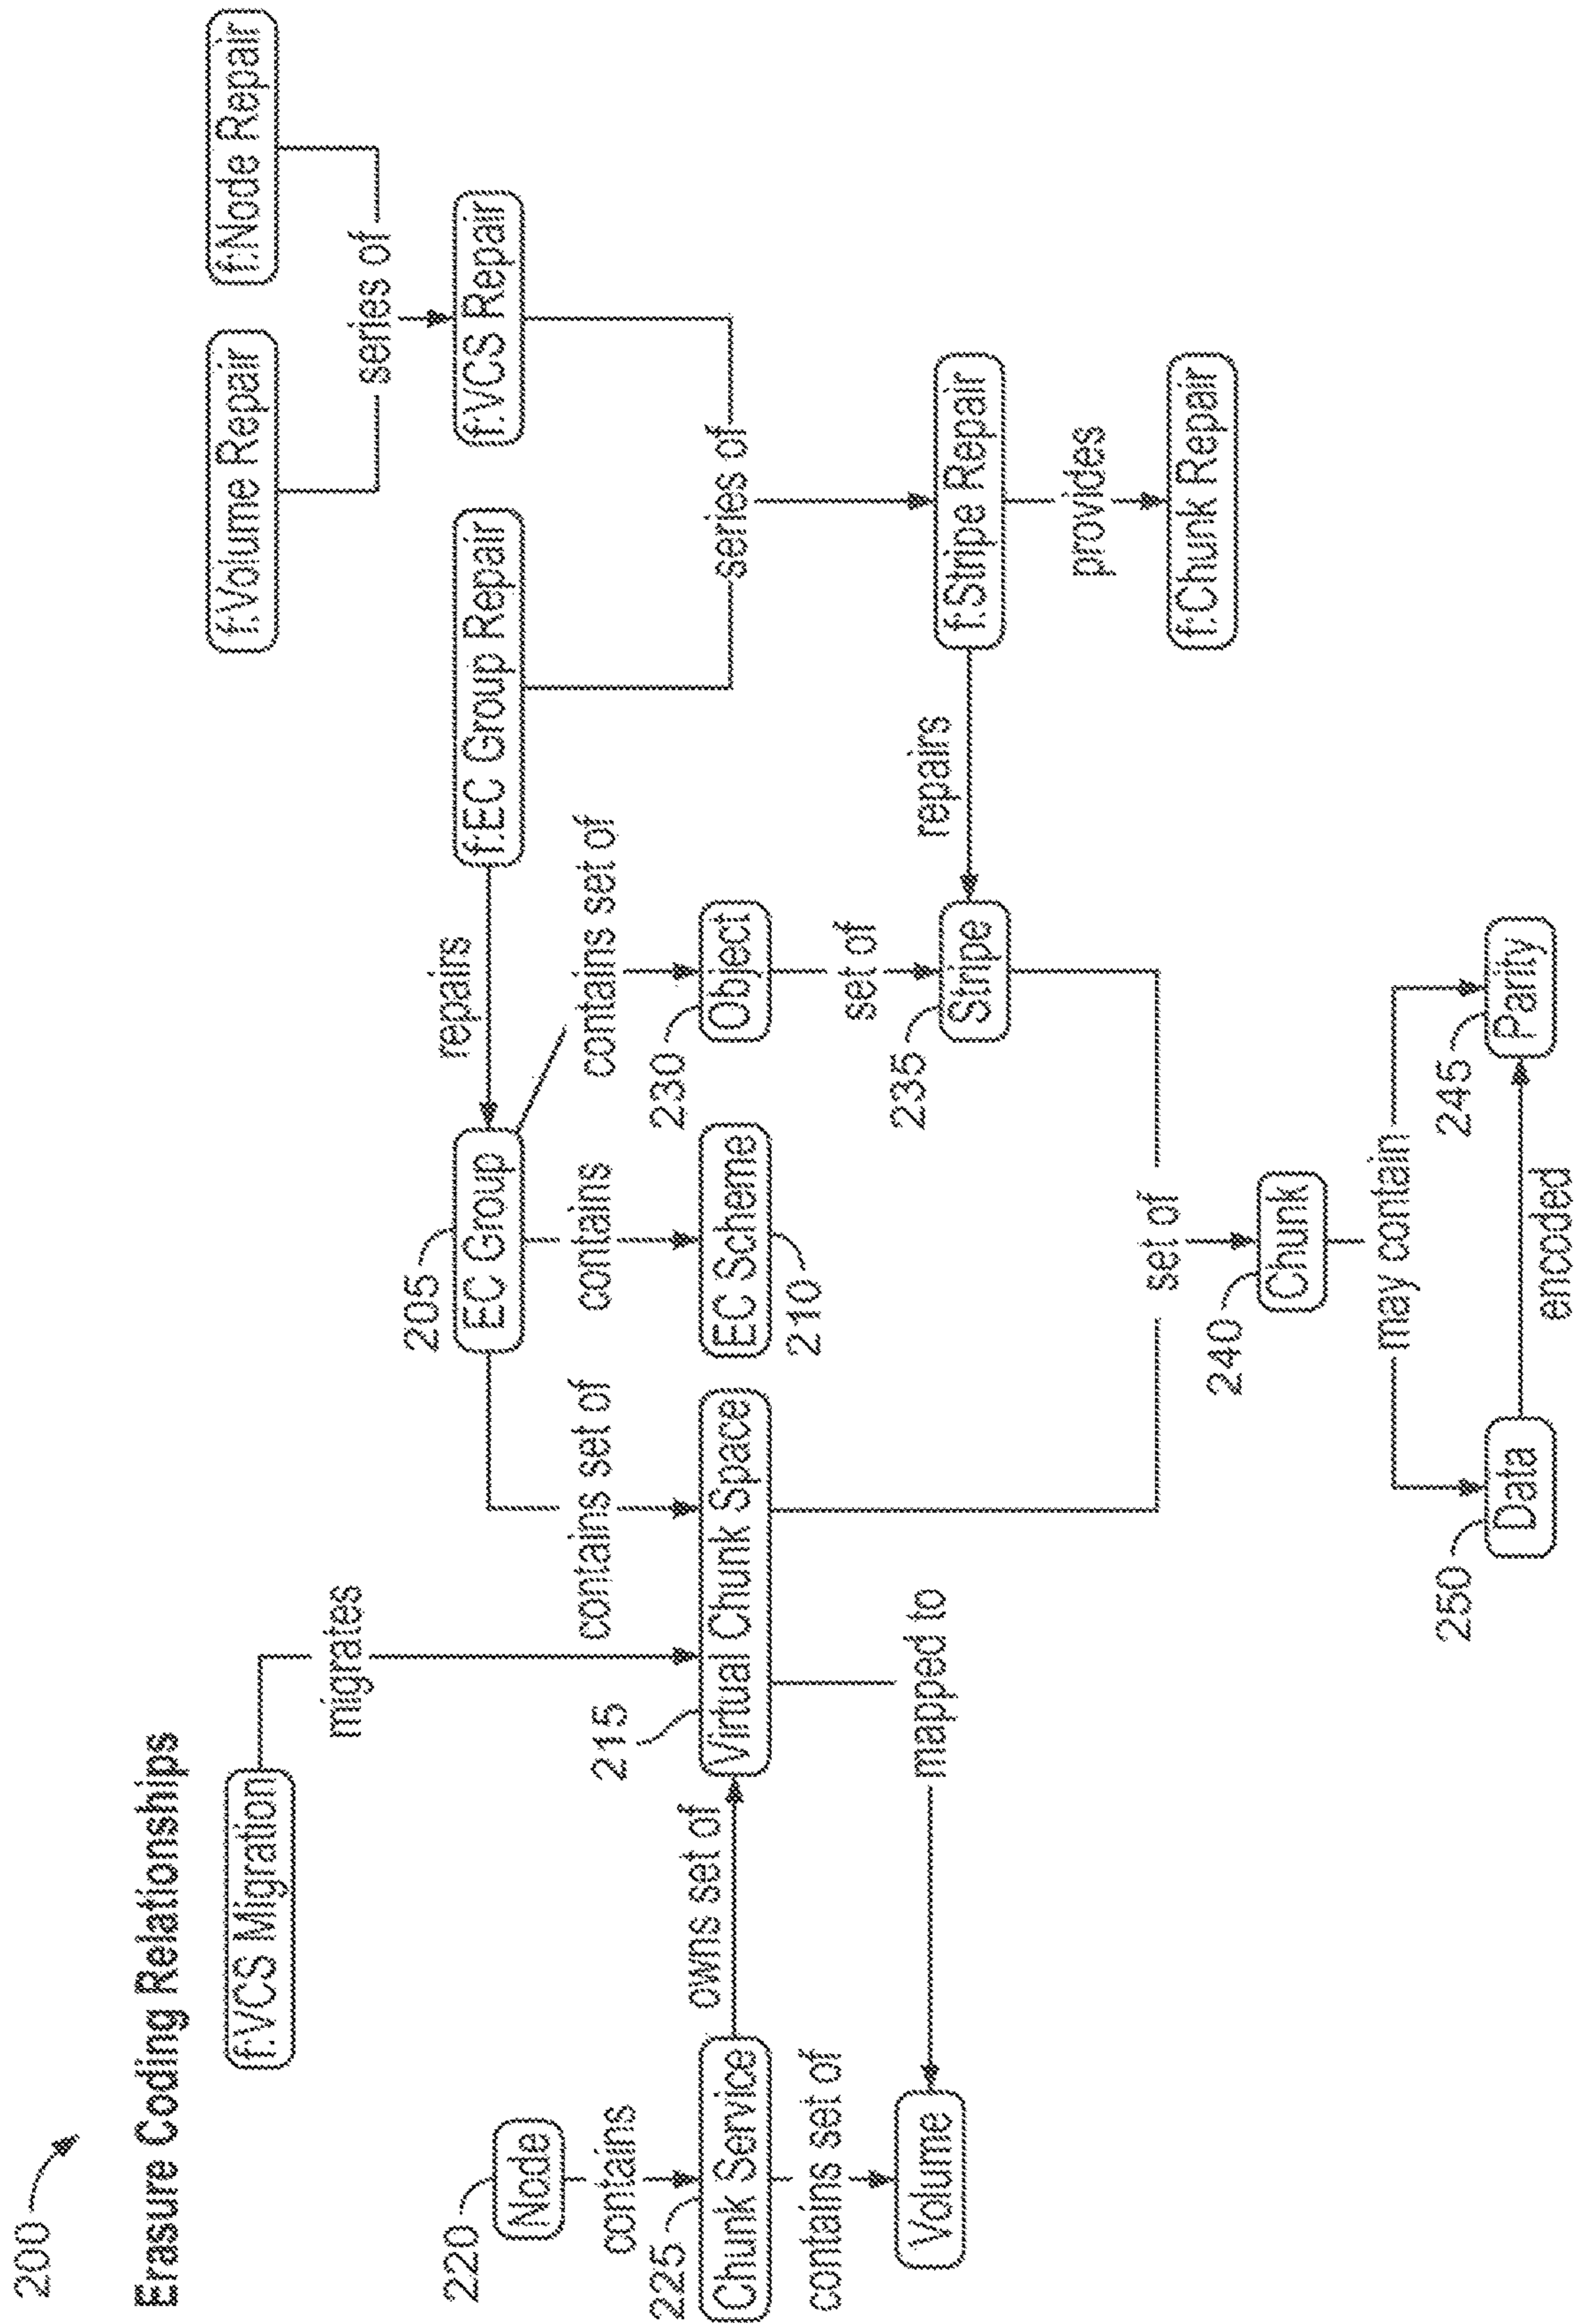 200
Erasure Coding Relationships
f:VCS Migration
migrates
f:Volume Repair
f:Node Repair
series of
205
EC Group
repairs
f:EC Group Repair
f:VCS Repair
220
Node
contains
contains set of
contains
contains set of
series of
225
Chunk Service
owns set of
215
Virtual Chunk Space
EC Scheme
210
230
Object
contains set of
mapped to
set of
Volume
235
Stripe
repairs
f:Stripe Repair
provides
f:Chunk Repair
set of
240
Chunk
may contain
250
Data
encoded
245
Parity